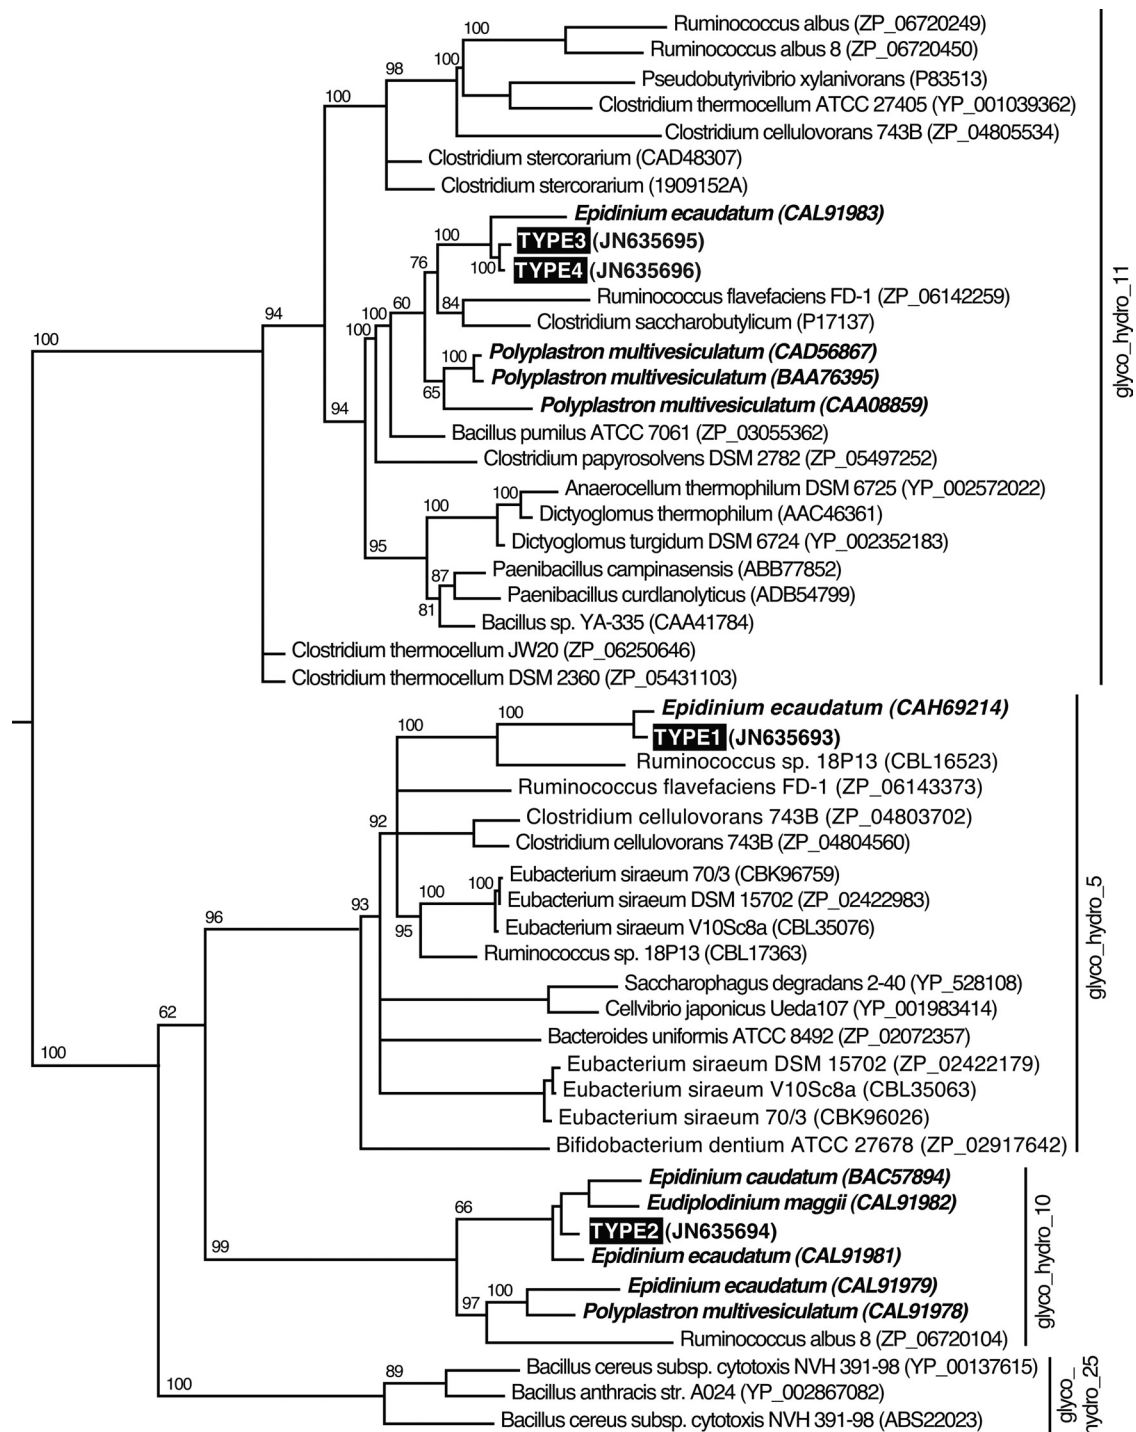 Ruminococcus albus (ZP_06720249)
100
Ruminococcus albus 8 (ZP_06720450)
100
98
Pseudobutyrivibrio xylanivorans (P83513)
100
Clostridium thermocellum ATCC 27405 (YP_001039362)
Clostridium cellulovorans 743B (ZP_04805534)
Clostridium stercorarium (CAD48307)
Clostridium stercorarium (1909152A)
Epidinium ecaudatum (CAL91983)
100
TYPE3 (JN635695)
76
100
TYPE4 (JN635696)
Ruminococcus flavefaciens FD-1 (ZP_06142259)
84
60
100
94
Clostridium saccharobutylicum (P17137)
100
100
Polyplastron multivesiculatum (CAD56867)
100
Polyplastron multivesiculatum (BAA76395)
65
94
Polyplastron multivesiculatum (CAA08859)
Bacillus pumilus ATCC 7061 (ZP_03055362)
Clostridium papyrosolvens DSM 2782 (ZP_05497252)
Anaerocellum thermophilum DSM 6725 (YP_002572022)
100
100
Dictyoglomus thermophilum (AAC46361)
95
Dictyoglomus turgidum DSM 6724 (YP_002352183)
Paenibacillus campinasensis (ABB77852)
87
Paenibacillus curdlanolyticus (ADB54799)
81
Bacillus sp. YA-335 (CAA41784)
Clostridium thermocellum JW20 (ZP_06250646)
Clostridium thermocellum DSM 2360 (ZP_05431103)
glyco_hydro_11
Epidinium ecaudatum (CAH69214)
100
100
TYPE1 (JN635693)
Ruminococcus sp. 18P13 (CBL16523)
Ruminococcus flavefaciens FD-1 (ZP_06143373)
92
Clostridium cellulovorans 743B (ZP_04803702)
Clostridium cellulovorans 743B (ZP_04804560)
Eubacterium siraeum 70/3 (CBK96759)
100
100
Eubacterium siraeum DSM 15702 (ZP_02422983)
93
96
95
Eubacterium siraeum V10Sc8a (CBL35076)
Ruminococcus sp. 18P13 (CBL17363)
Saccharophagus degradans 2-40 (YP_528108)
Cellvibrio japonicus Ueda107 (YP_001983414)
62
Bacteroides uniformis ATCC 8492 (ZP_02072357)
100
Eubacterium siraeum DSM 15702 (ZP_02422179)
Eubacterium siraeum V10Sc8a (CBL35063)
Eubacterium siraeum 70/3 (CBK96026)
Bifidobacterium dentium ATCC 27678 (ZP_02917642)
glyco_hydro_5
Epidinium caudatum (BAC57894)
66
Eudiplodinium maggii (CAL91982)
TYPE2 (JN635694)
99
Epidinium ecaudatum (CAL91981)
Epidinium ecaudatum (CAL91979)
100
97
Polyplastron multivesiculatum (CAL91978)
Ruminococcus albus 8 (ZP_06720104)
glyco_hydro_10
Bacillus cereus subsp. cytotoxis NVH 391-98 (YP_00137615)
89
100
Bacillus anthracis str. A024 (YP_002867082)
Bacillus cereus subsp. cytotoxis NVH 391-98 (ABS22023)
glyco_
hydro_25